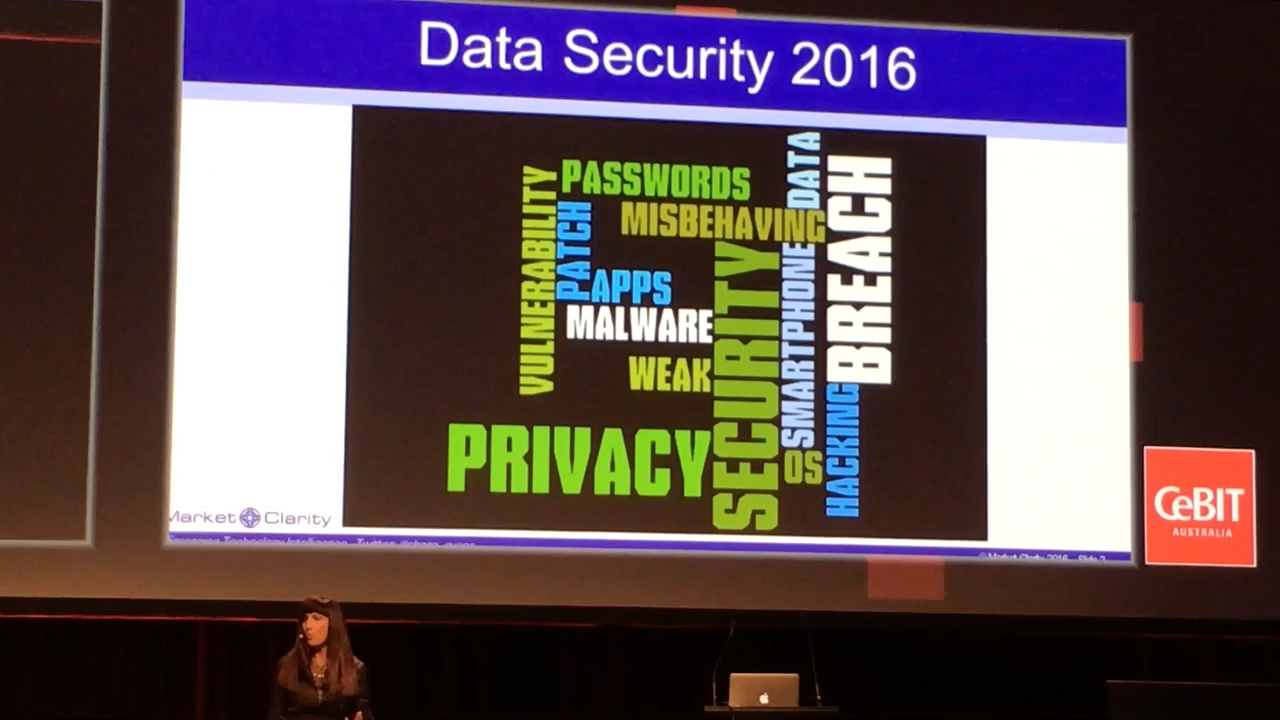 Data Security 2016
DATA
PASSWORDS
VULNERABILITY
PATCH
MISBEHAVING
BREACH
APPS
SECURITY
SMARTPHONE
MALWARE
WEAK
HACKING
PRIVACY
OS
Market Clarity
CeBIT
AUSTRALIA